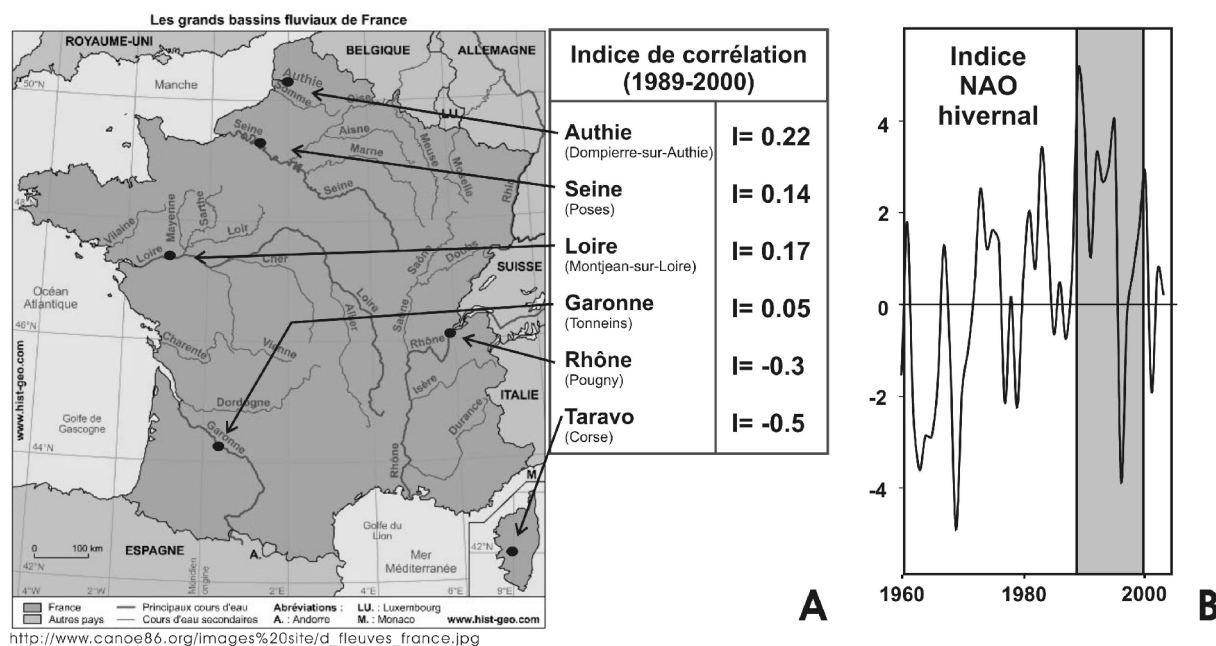 Les grands bassins fluviaux de France
ROYAUME-UNI
BELGIQUE
ALLEMAGNE
50°N
Manche
Authie
Somme
Oise
LU.
Seine
Aisne
Marne
Meuse
Moselle
Rhin
Seine
48°N
Vilaine
Mayenne
Sarthe
Loir
Loire
Cher
Loire
Allier
Saône
Doubs
Saône
SUISSE
Océan
Atlantique
46°N
Charente
Vienne
Rhône
Isère
ITALIE
Dordogne
Durance
www.hist-geo.com
Golfe de
Gascogne
44°N
Garonne
Rhône
M.
Golfe du
Lion
0 100 km
ESPAGNE
A.
Mer
Méditerranée
42°N
42°N
Méridien
origine
4°W
2°W
2°E
4°E
6°E
8°E
France
Autres pays
Principaux cours d'eau
Cours d'eau secondaires
Abréviations :
A. : Andorre
LU. : Luxembourg
M. : Monaco
www.hist-geo.com
http://www.canoe86.org/images%20site/d_fleuves_france.jpg
Indice de corrélation
(1989-2000)
Authie
(Dompierre-sur-Authie)
I= 0.22
Seine
(Poses)
I= 0.14
Loire
(Montjean-sur-Loire)
I= 0.17
Garonne
(Tonneins)
I= 0.05
Rhône
(Pougny)
I= -0.3
Taravo
(Corse)
I= -0.5
A
Indice
NAO
hivernal
4
2
0
-2
-4
1960
1980
2000
B